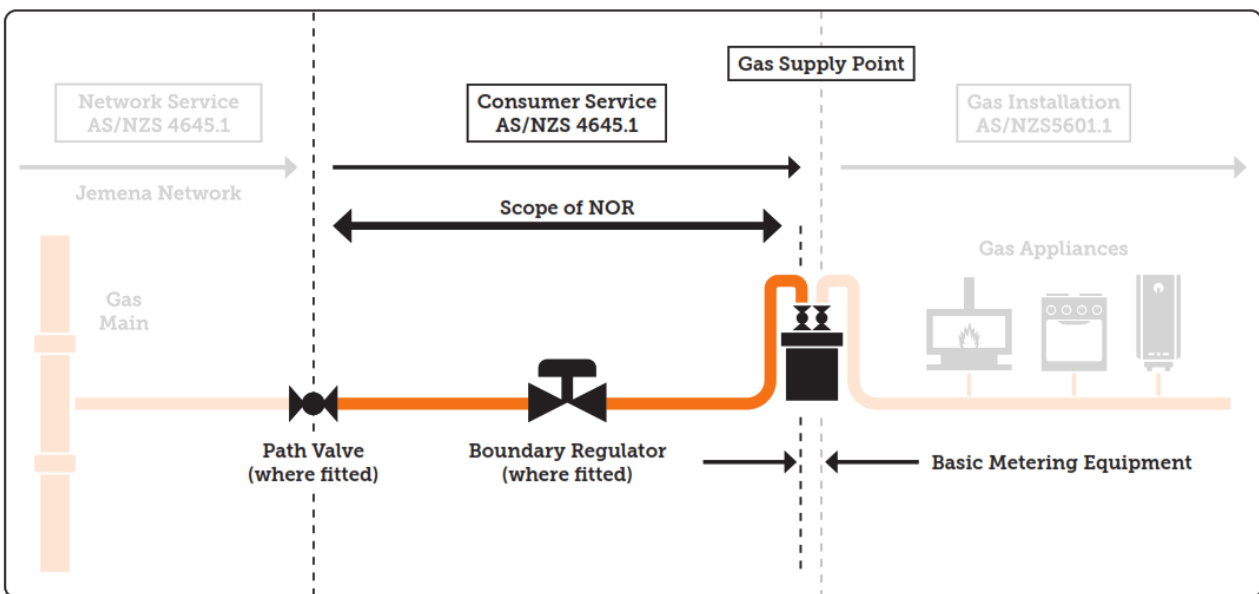 Gas Supply Point
Network Service
AS/NZS 4645.1
Consumer Service
AS/NZS 4645.1
Gas Installation
AS/NZS5601.1
Jemena Network
Scope of NOR
Gas Appliances
Gas
Main
Path Valve
(where fitted)
Boundary Regulator
(where fitted)
Basic Metering Equipment